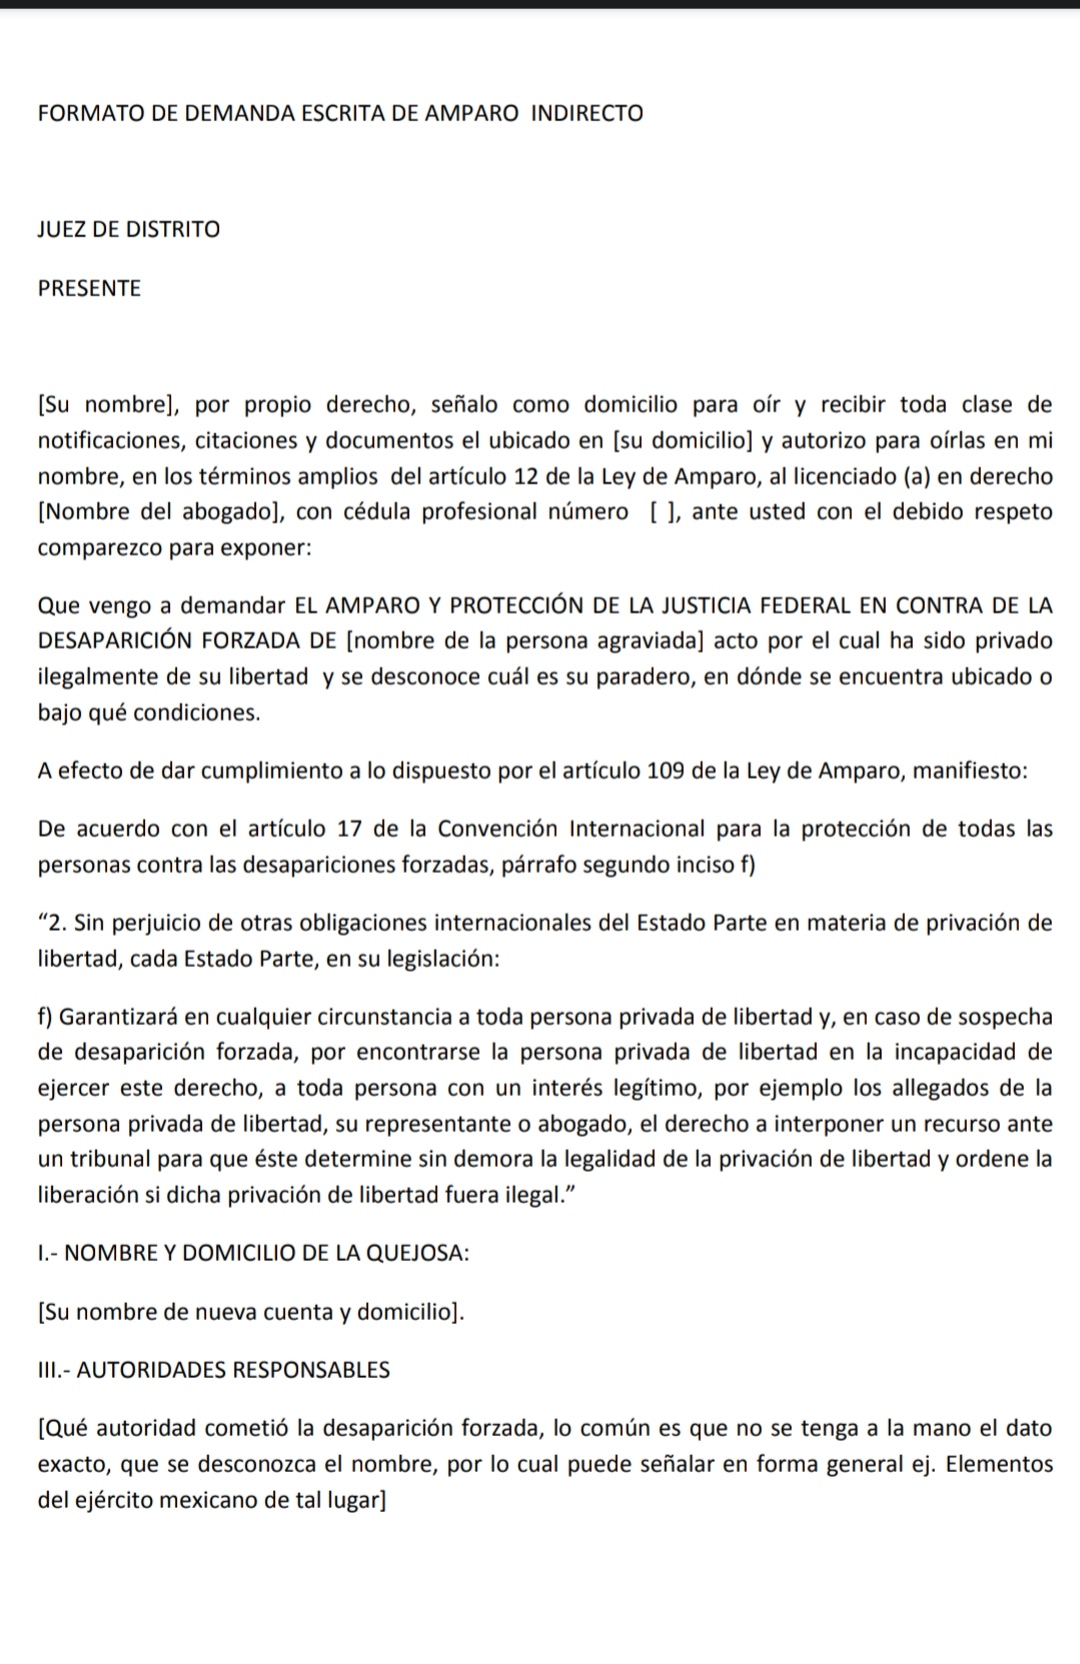 FORMATO DE DEMANDA ESCRITA DE AMPARO INDIRECTO
JUEZ DE DISTRITO
PRESENTE
[Su nombre], por propio derecho, señalo como domicilio para oír y recibir toda clase de
notificaciones, citaciones y documentos el ubicado en [su domicilio] y autorizo para oírlas en mi
nombre, en los términos amplios del artículo 12 de la Ley de Amparo, al licenciado (a) en derecho
[Nombre del abogado], con cédula profesional número [ ], ante usted con el debido respeto
comparezco para exponer:
Que vengo a demandar EL AMPARO Y PROTECCIÓN DE LA JUSTICIA FEDERAL EN CONTRA DE LA
DESAPARICIÓN FORZADA DE [nombre de la persona agraviada] acto por el cual ha sido privado
ilegalmente de su libertad y se desconoce cuál es su paradero, en dónde se encuentra ubicado o
bajo qué condiciones.
A efecto de dar cumplimiento a lo dispuesto por el artículo 109 de la Ley de Amparo, manifiesto:
De acuerdo con el artículo 17 de la Convención Internacional para la protección de todas las
personas contra las desapariciones forzadas, párrafo segundo inciso f)
“2. Sin perjuicio de otras obligaciones internacionales del Estado Parte en materia de privación de
libertad, cada Estado Parte, en su legislación:
f) Garantizará en cualquier circunstancia a toda persona privada de libertad y, en caso de sospecha
de desaparición forzada, por encontrarse la persona privada de libertad en la incapacidad de
ejercer este derecho, a toda persona con un interés legítimo, por ejemplo los allegados de la
persona privada de libertad, su representante o abogado, el derecho a interponer un recurso ante
un tribunal para que éste determine sin demora la legalidad de la privación de libertad y ordene la
liberación si dicha privación de libertad fuera ilegal.”
I.- NOMBRE Y DOMICILIO DE LA QUEJOSA:
[Su nombre de nueva cuenta y domicilio].
III.- AUTORIDADES RESPONSABLES
[Qué autoridad cometió la desaparición forzada, lo común es que no se tenga a la mano el dato
exacto, que se desconozca el nombre, por lo cual puede señalar en forma general ej. Elementos
del ejército mexicano de tal lugar]